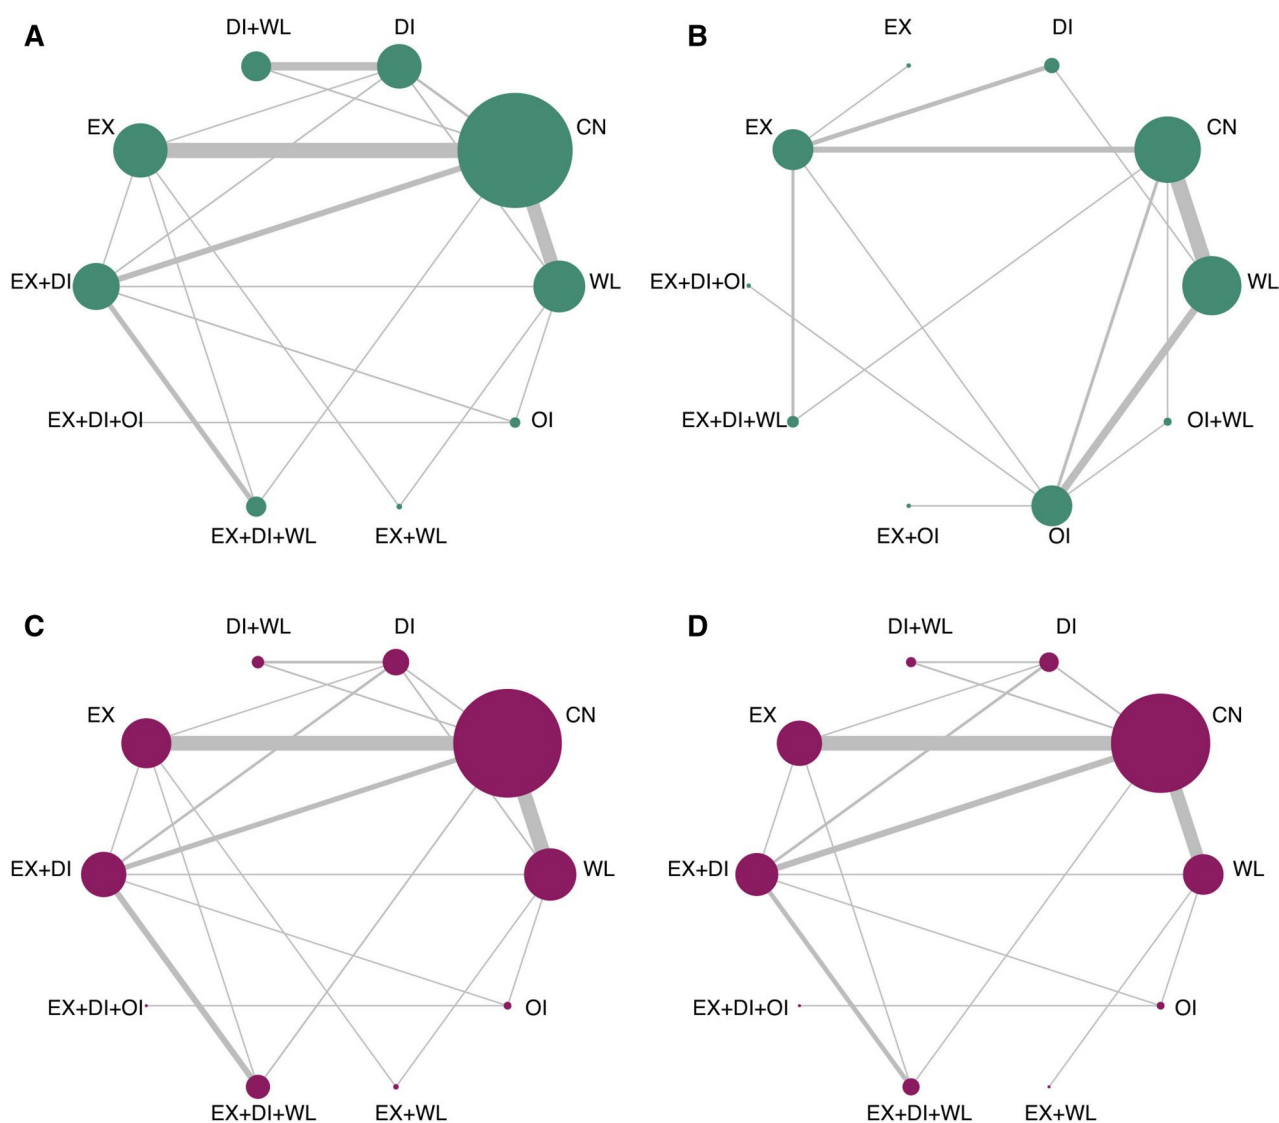 A
DI+WL
DI
EX
CN
EX+DI
WL
EX+DI+OI
OI
EX+DI+WL
EX+WL
B
EX
DI
EX
CN
EX+DI+OI
WL
EX+DI+WL
OI+WL
EX+OI
OI
C
DI+WL
DI
EX
CN
EX+DI
WL
EX+DI+OI
OI
EX+DI+WL
EX+WL
D
DI+WL
DI
EX
CN
EX+DI
WL
EX+DI+OI
OI
EX+DI+WL
EX+WL